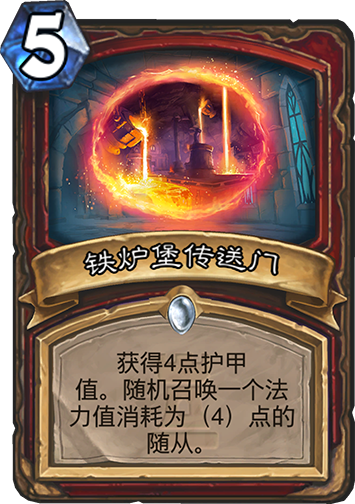 5
铁炉堡传送门
获得4点护甲
值。随机召唤一个法
力值消耗为（4）点的
随从。